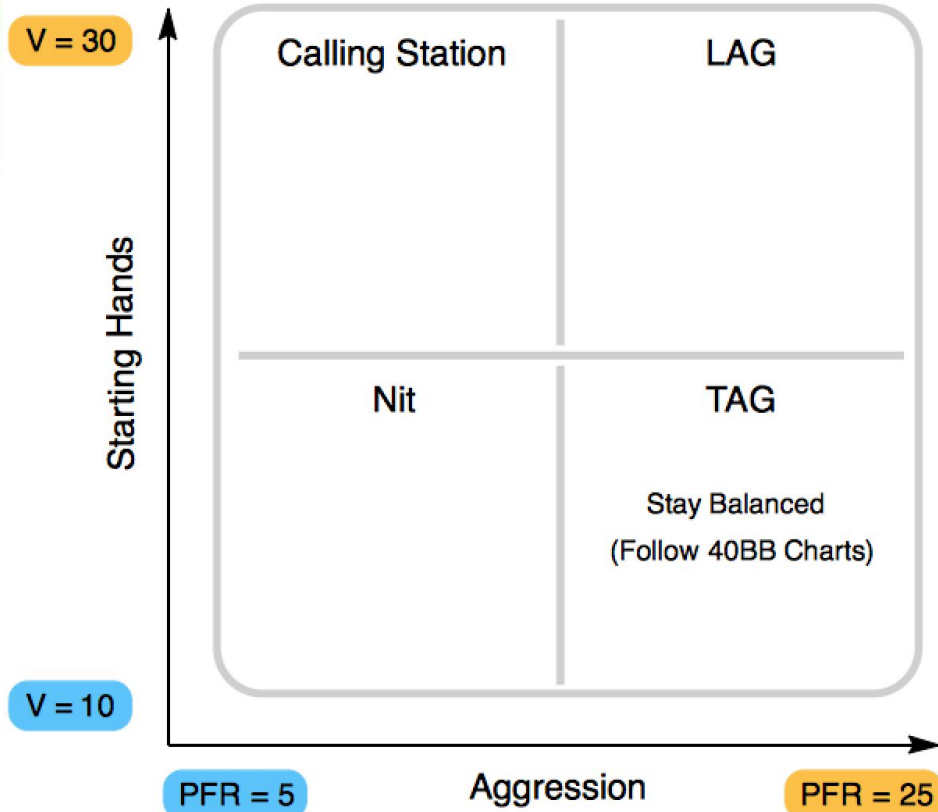 V = 30
Calling Station
LAG
Starting Hands
Nit
TAG
Stay Balanced
(Follow 40BB Charts)
V = 10
PFR = 5
Aggression
PFR = 25